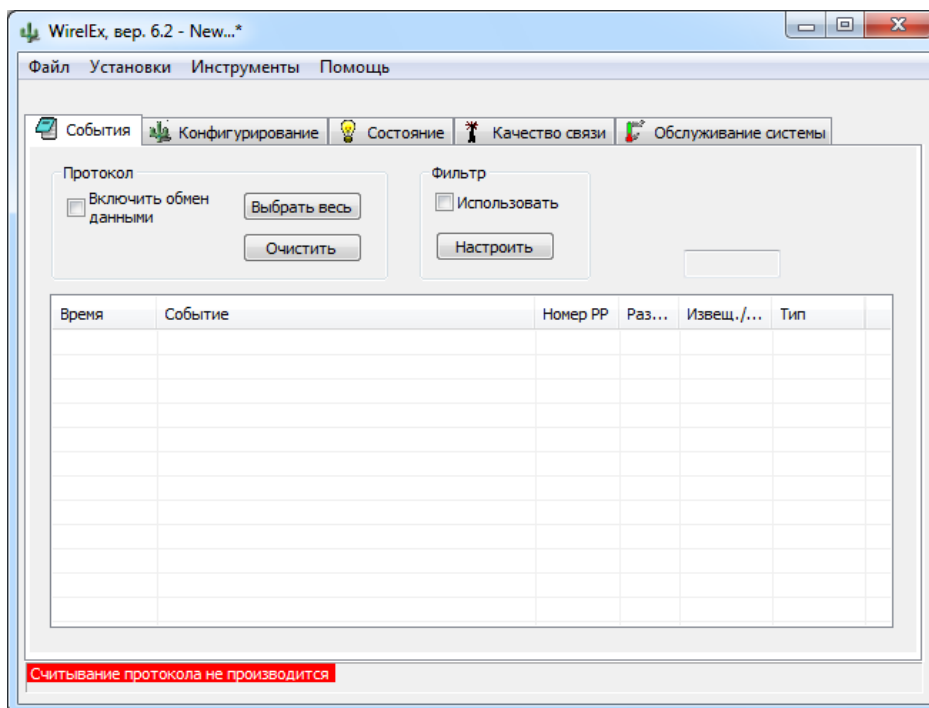 WirelEx, вер. 6.2 - New...*
Файл Установки Инструменты Помощь
События Конфигурирование Состояние Качество связи Обслуживание системы
Протокол Фильтр
Включить обмен данными Выбрать весь Использовать
Очистить Настроить
Время Событие Номер РР Раз... Извещ./... Тип
Считывание протокола не производится